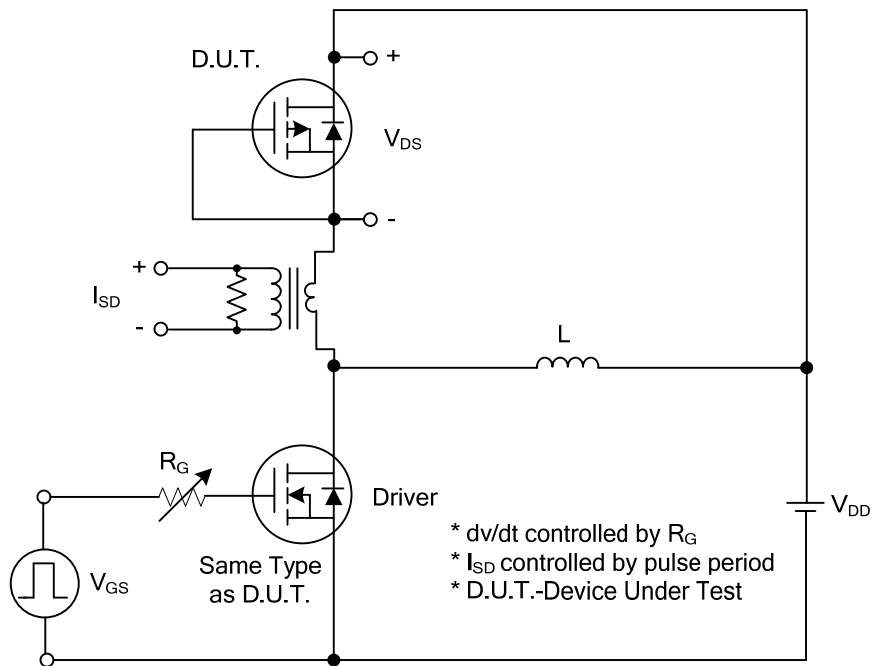 D.U.T.
+
V_DS
-
+
I_SD
-
L
R_G
Driver
V_DD
V_GS
Same Type
as D.U.T.
* dv/dt controlled by R_G
* I_SD controlled by pulse period
* D.U.T.-Device Under Test